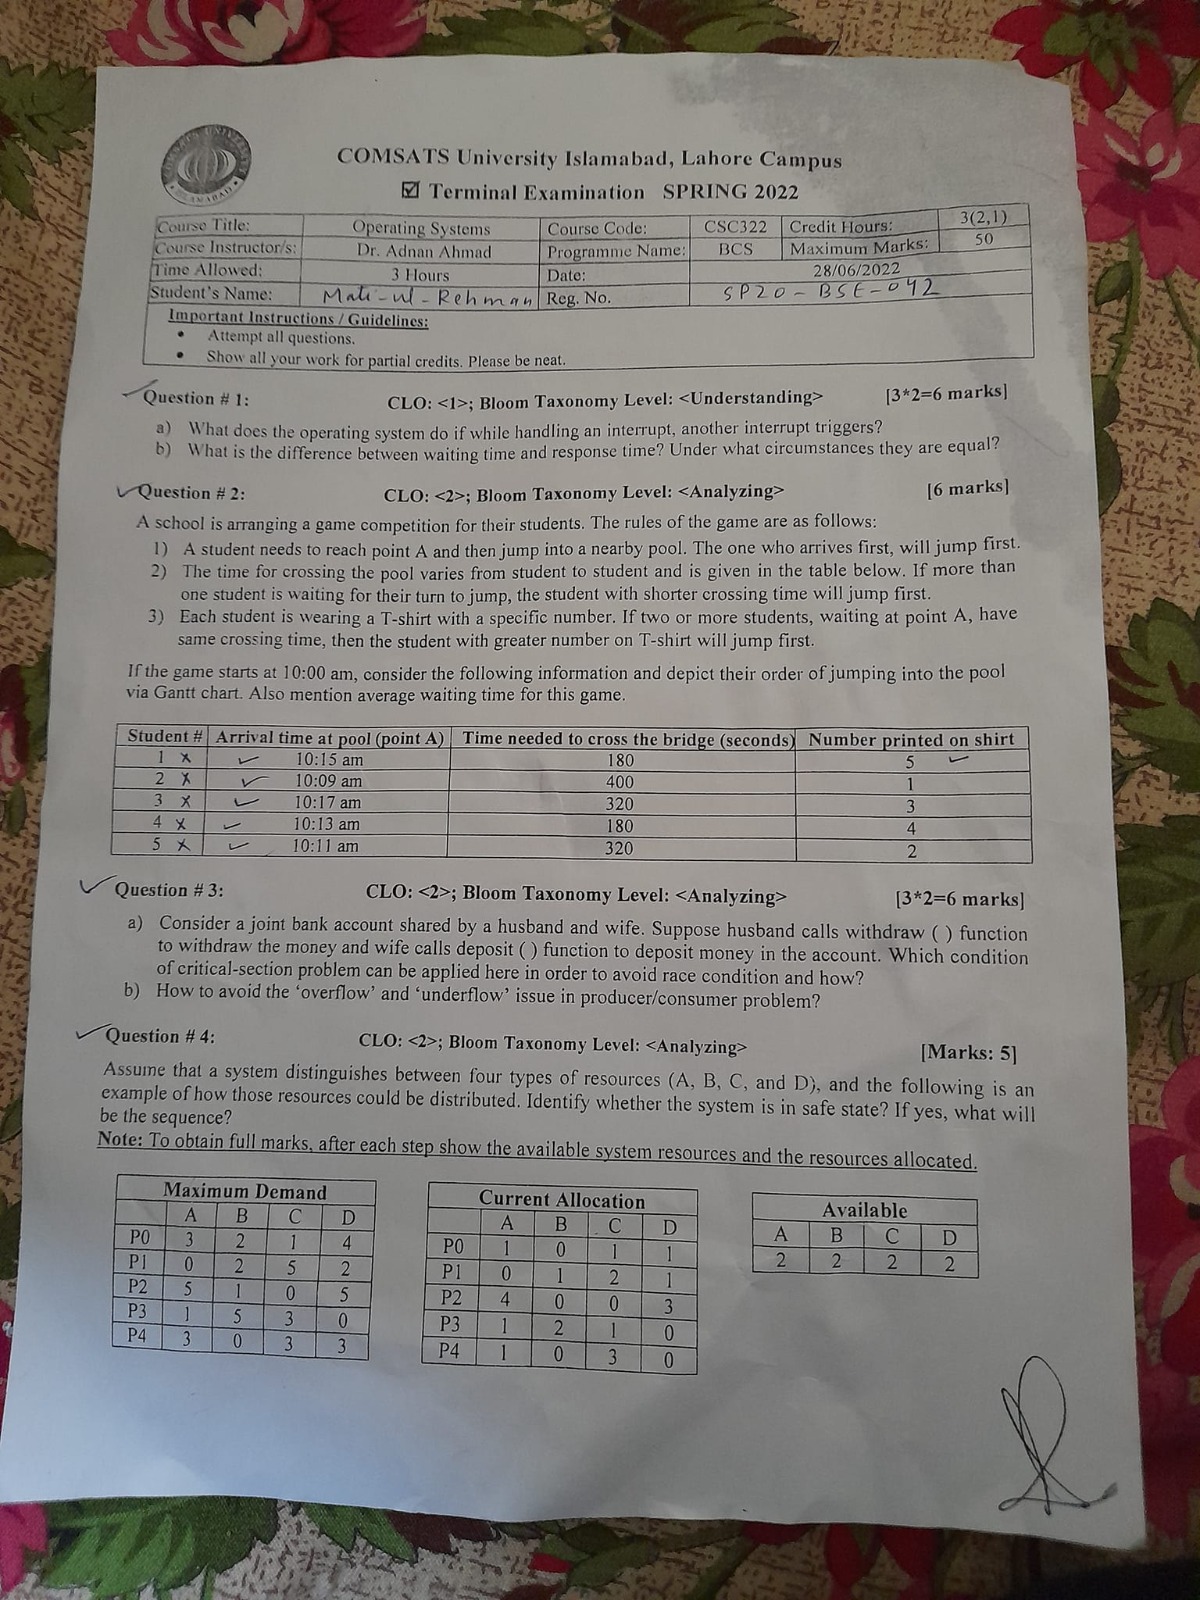 COMSATS University Islamabad, Lahore Campus
☑ Terminal Examination SPRING 2022
Course Title: Operating Systems Course Code: CSC322 Credit Hours: 3(2,1)
Course Instructor/s: Dr. Adnan Ahmad Programme Name: BCS Maximum Marks: 50
Time Allowed: 3 Hours Date: 28/06/2022
Student's Name: Mati-ul-Rehman Reg. No. SP20-BSE-042
Important Instructions / Guidelines:
• Attempt all questions.
• Show all your work for partial credits. Please be neat.
Question # 1: CLO: <1>; Bloom Taxonomy Level: <Understanding> [3*2=6 marks]
a) What does the operating system do if while handling an interrupt, another interrupt triggers?
b) What is the difference between waiting time and response time? Under what circumstances they are equal?
Question # 2: CLO: <2>; Bloom Taxonomy Level: <Analyzing> [6 marks]
A school is arranging a game competition for their students. The rules of the game are as follows:
1) A student needs to reach point A and then jump into a nearby pool. The one who arrives first, will jump first.
2) The time for crossing the pool varies from student to student and is given in the table below. If more than
one student is waiting for their turn to jump, the student with shorter crossing time will jump first.
3) Each student is wearing a T-shirt with a specific number. If two or more students, waiting at point A, have
same crossing time, then the student with greater number on T-shirt will jump first.
If the game starts at 10:00 am, consider the following information and depict their order of jumping into the pool
via Gantt chart. Also mention average waiting time for this game.
Student # Arrival time at pool (point A) Time needed to cross the bridge (seconds) Number printed on shirt
1 x ✓ 10:15 am 180 5 ✓
2 x ✓ 10:09 am 400 1
3 x ✓ 10:17 am 320 3
4 x ✓ 10:13 am 180 4
5 x ✓ 10:11 am 320 2
Question # 3: CLO: <2>; Bloom Taxonomy Level: <Analyzing> [3*2=6 marks]
a) Consider a joint bank account shared by a husband and wife. Suppose husband calls withdraw ( ) function
to withdraw the money and wife calls deposit ( ) function to deposit money in the account. Which condition
of critical-section problem can be applied here in order to avoid race condition and how?
b) How to avoid the 'overflow' and 'underflow' issue in producer/consumer problem?
Question # 4: CLO: <2>; Bloom Taxonomy Level: <Analyzing> [Marks: 5]
Assume that a system distinguishes between four types of resources (A, B, C, and D), and the following is an
example of how those resources could be distributed. Identify whether the system is in safe state? If yes, what will
be the sequence?
Note: To obtain full marks, after each step show the available system resources and the resources allocated.
Maximum Demand
A B C D
P0 3 2 1 4
P1 0 2 5 2
P2 5 1 0 5
P3 1 5 3 0
P4 3 0 3 3
Current Allocation
A B C D
P0 1 0 1 1
P1 0 1 2 1
P2 4 0 0 3
P3 1 2 1 0
P4 1 0 3 0
Available
A B C D
2 2 2 2